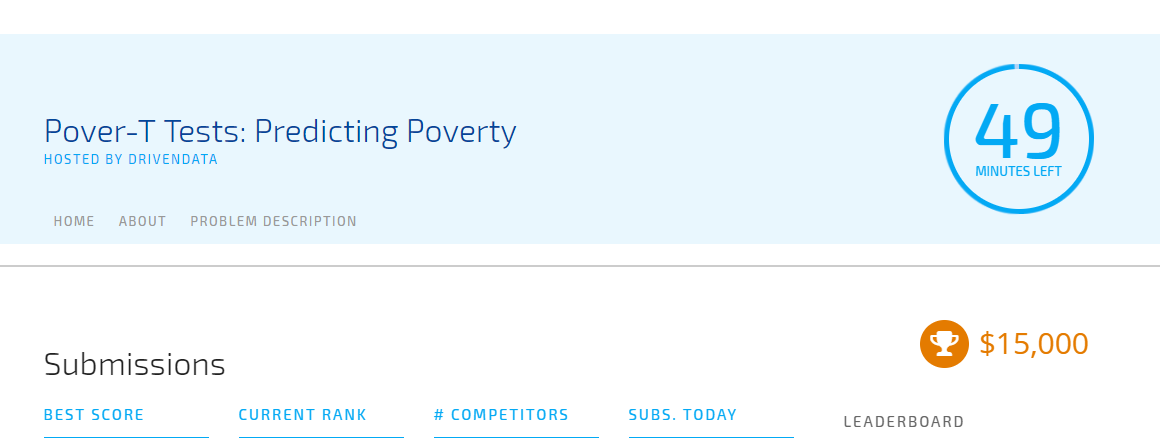 Pover-T Tests: Predicting Poverty
HOSTED BY DRIVENDATA
49
MINUTES LEFT
HOME ABOUT PROBLEM DESCRIPTION
$15,000
Submissions
BEST SCORE CURRENT RANK # COMPETITORS SUBS. TODAY
LEADERBOARD